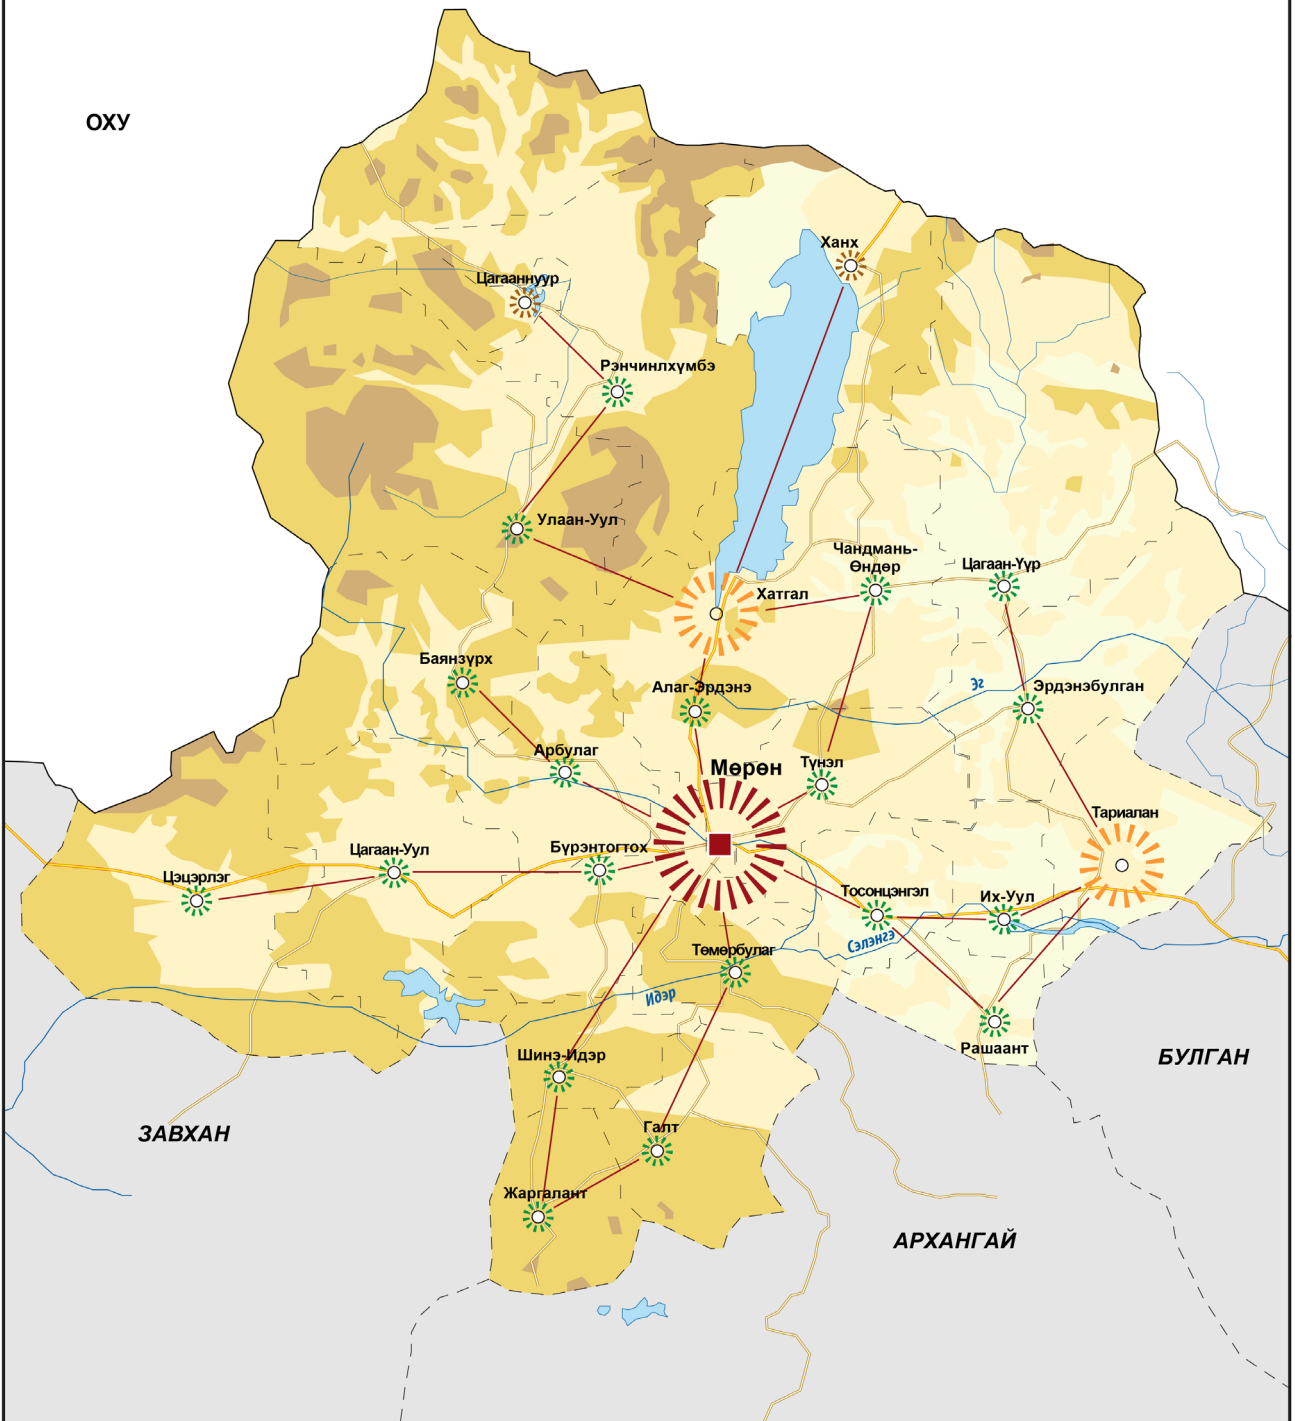 ОХУ
Ханх
Цагааннуур
Рэнчинлхүмбэ
Улаан-Уул
Чандмань-
Өндөр
Цагаан-Үүр
Хатгал
Баянзүрх
Алаг-Эрдэнэ
Эг
Эрдэнэбулган
Арбулаг
Мөрөн
Түнэл
Тариалан
Цагаан-Уул
Бүрэнтогтох
Цэцэрлэг
Тосонцэнгэл
Их-Уул
Сэлэнгэ
Төмөрбулаг
Идэр
Рашаант
Шинэ-Идэр
БУЛГАН
ЗАВХАН
Галт
Жаргалант
АРХАНГАЙ